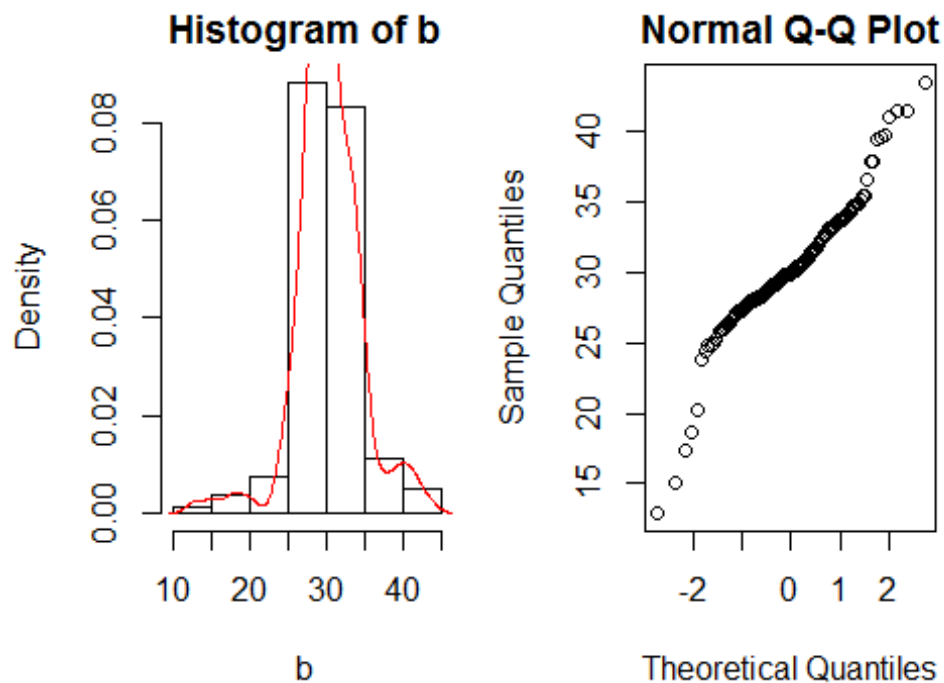 Histogram of b
Density
0.00
0.02
0.04
0.06
0.08
10 20 30 40
b
Normal Q-Q Plot
Sample Quantiles
15
20
25
30
35
40
-2 0 1 2
Theoretical Quantiles